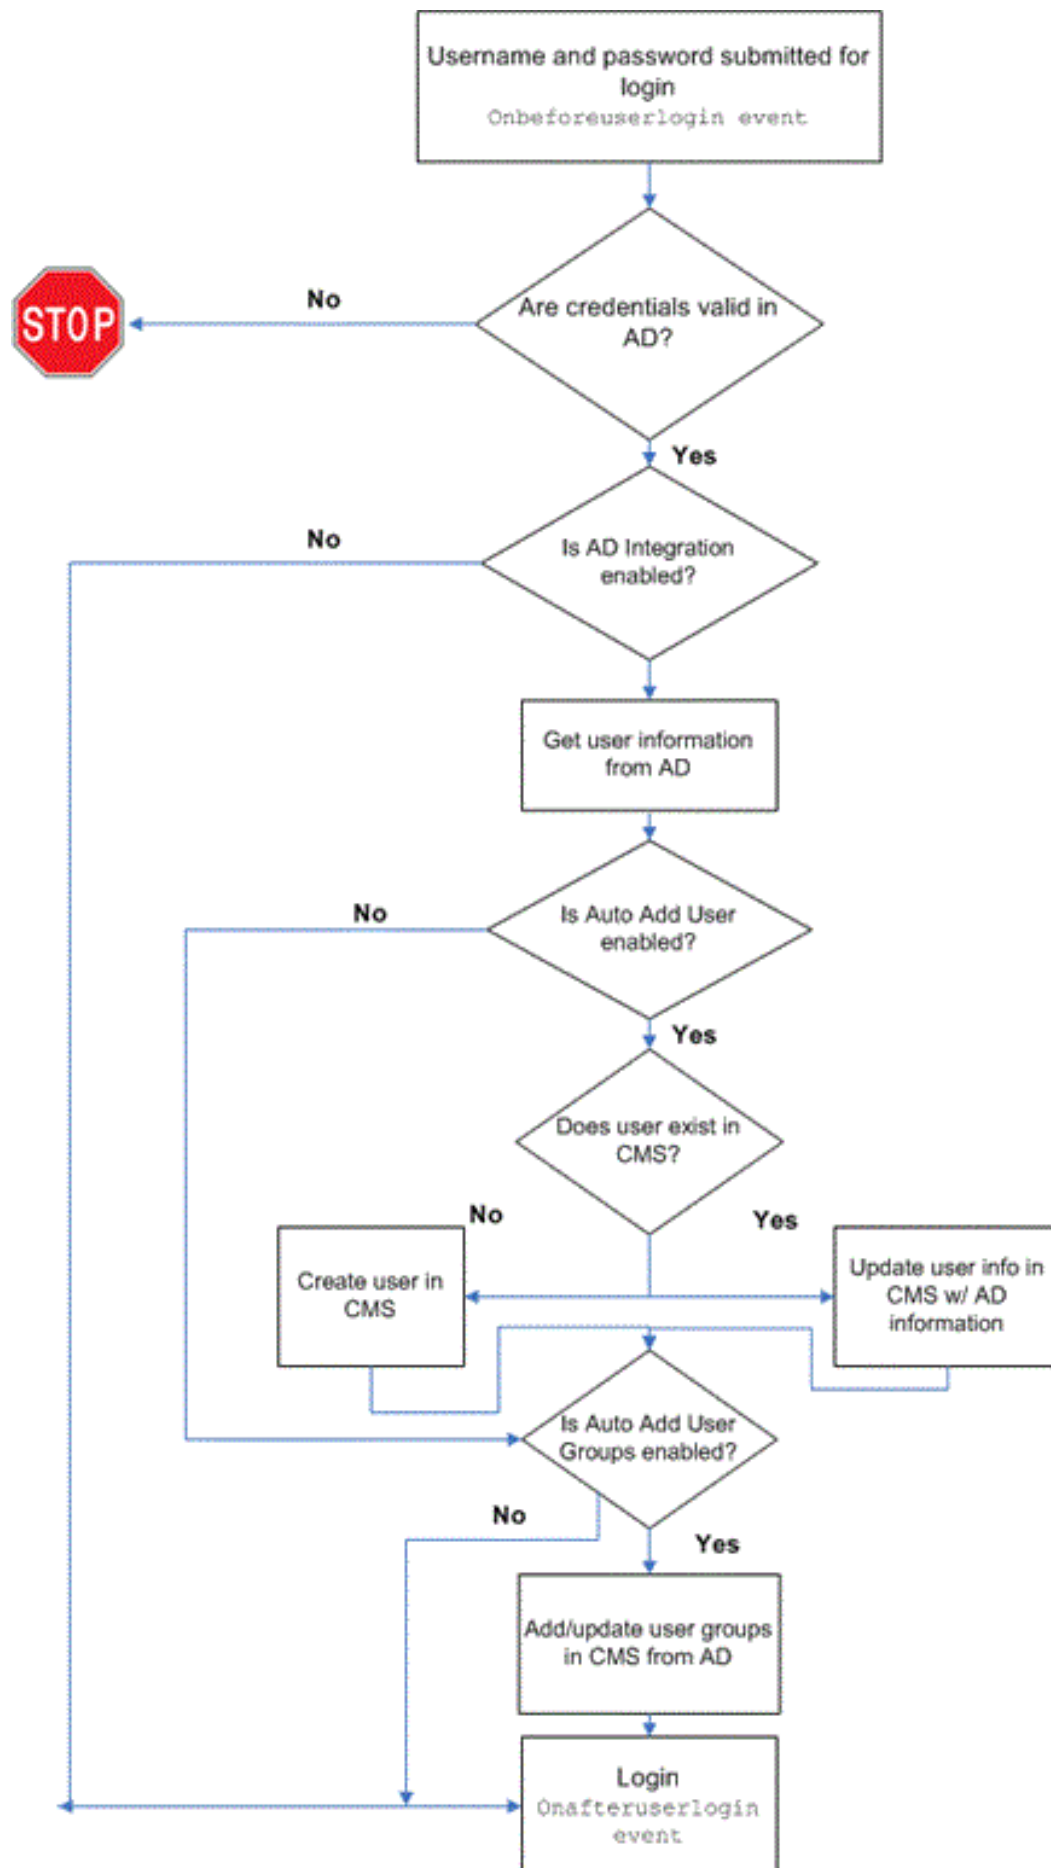 Username and password submitted for
login
Onbeforeuserlogin event
STOP
No
Are credentials valid in
AD?
Yes
No
Is AD Integration
enabled?
Get user information
from AD
No
Is Auto Add User
enabled?
Yes
Does user exist in
CMS?
No
Yes
Create user in
CMS
Update user info in
CMS w/ AD
information
Is Auto Add User
Groups enabled?
No
Yes
Add/update user groups
in CMS from AD
Login
Onafteruserlogin
event